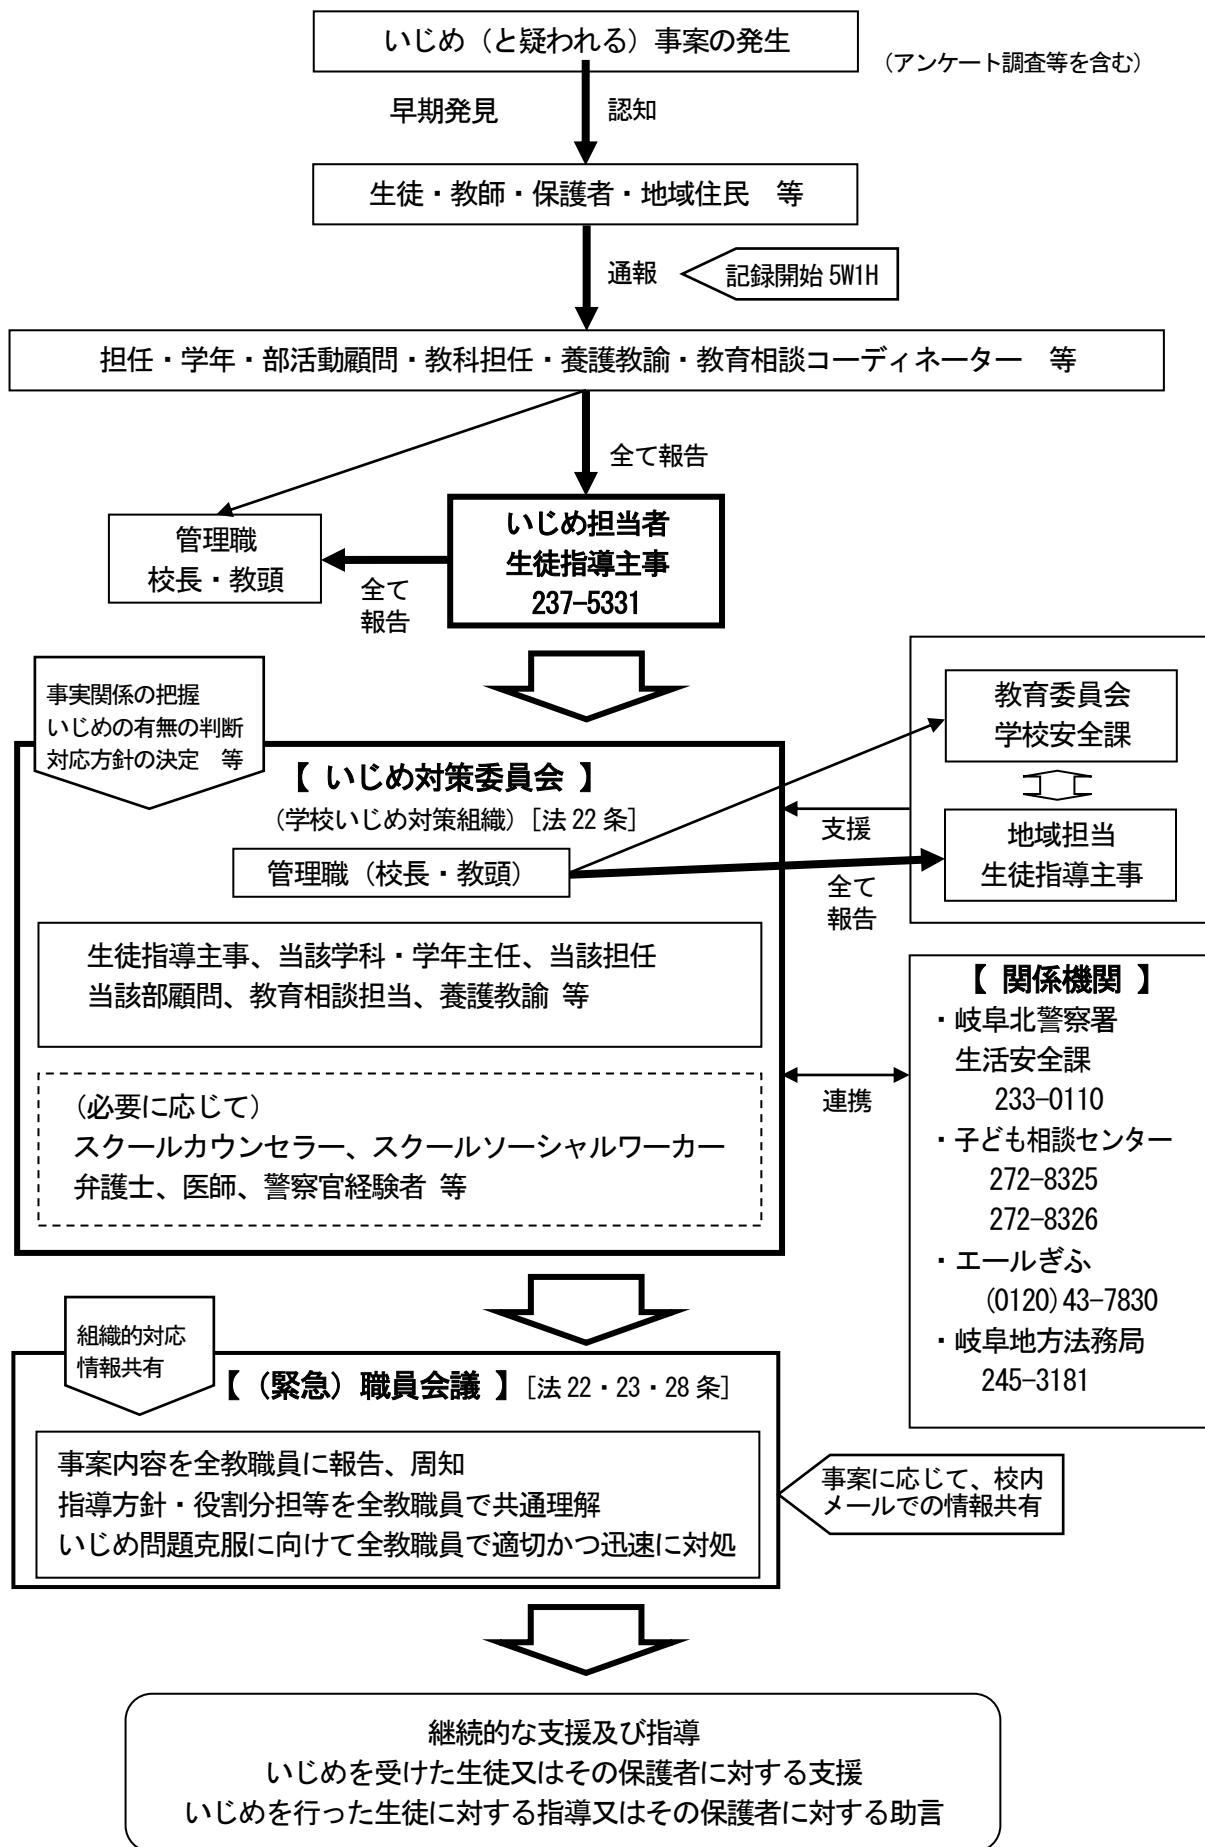 いじめ（と疑われる）事案の発生
（アンケート調査等を含む）
早期発見
認知
生徒・教師・保護者・地域住民　等
通報
記録開始 5W1H
担任・学年・部活動顧問・教科担任・養護教諭・教育相談コーディネーター　等
全て報告
管理職
校長・教頭
全て
報告
いじめ担当者
生徒指導主事
237-5331
事実関係の把握
いじめの有無の判断
対応方針の決定　等
【 いじめ対策委員会 】
（学校いじめ対策組織）［法 22 条］
管理職（校長・教頭）
教育委員会
学校安全課
支援
地域担当
生徒指導主事
全て
報告
生徒指導主事、当該学科・学年主任、当該担任
当該部顧問、教育相談担当、養護教諭 等
（必要に応じて）
スクールカウンセラー、スクールソーシャルワーカー
弁護士、医師、警察官経験者 等
連携
【 関係機関 】
・岐阜北警察署
生活安全課
233-0110
・子ども相談センター
272-8325
272-8326
・エールぎふ
(0120)43-7830
・岐阜地方法務局
245-3181
組織的対応
情報共有
【（緊急）職員会議 】［法 22・23・28 条］
事案内容を全教職員に報告、周知
指導方針・役割分担等を全教職員で共通理解
いじめ問題克服に向けて全教職員で適切かつ迅速に対処
事案に応じて、校内
メールでの情報共有
継続的な支援及び指導
いじめを受けた生徒又はその保護者に対する支援
いじめを行った生徒に対する指導又はその保護者に対する助言